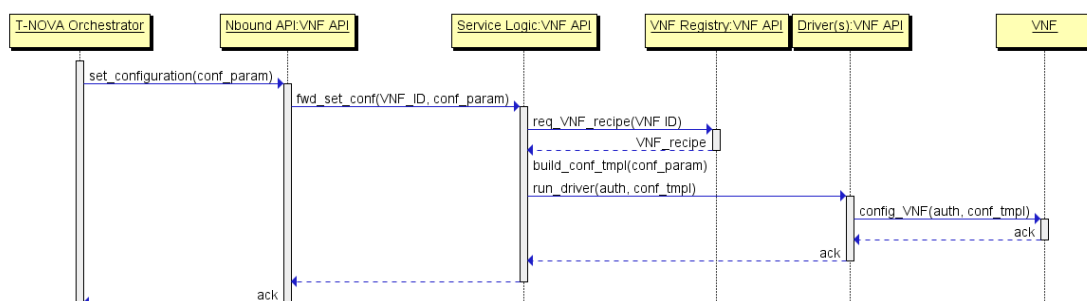 T-NOVA Orchestrator
Nbound API:VNF API
Service Logic:VNF API
VNF Registry:VNF API
Driver(s):VNF API
VNF
set_configuration(conf_param)
fwd_set_conf(VNF_ID, conf_param)
req_VNF_recipe(VNF ID)
VNF_recipe
build_conf_tmpl(conf_param)
run_driver(auth, conf_tmpl)
config_VNF(auth, conf_tmpl)
ack
ack
ack